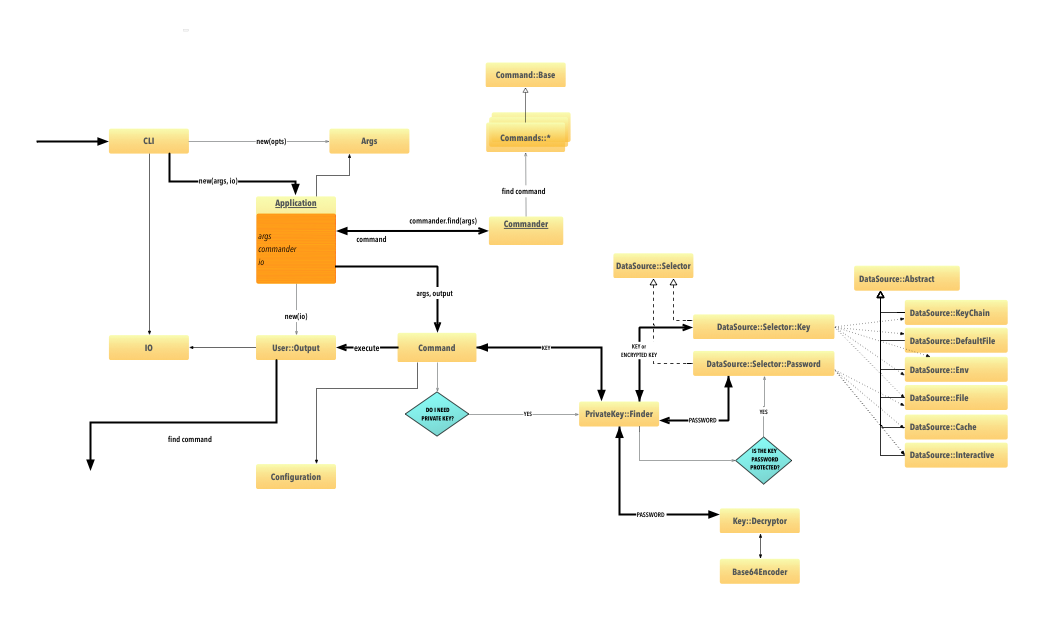 Command::Base
Commands::*
CLI
new(opts)
Args
new(args, io)
find command
Application
commander.find(args)
Commander
command
args
commander
io
DataSource::Selector
DataSource::Abstract
args, output
DataSource::KeyChain
new(io)
DataSource::Selector::Key
DataSource::DefaultFile
IO
User::Output
execute
Command
KEY
KEY or
ENCRYPTED KEY
DataSource::Selector::Password
DataSource::Env
DataSource::File
DO I NEED
PRIVATE KEY?
YES
PrivateKey::Finder
PASSWORD
YES
DataSource::Cache
find command
IS THE KEY
PASSWORD
PROTECTED?
DataSource::Interactive
Configuration
PASSWORD
Key::Decryptor
Base64Encoder